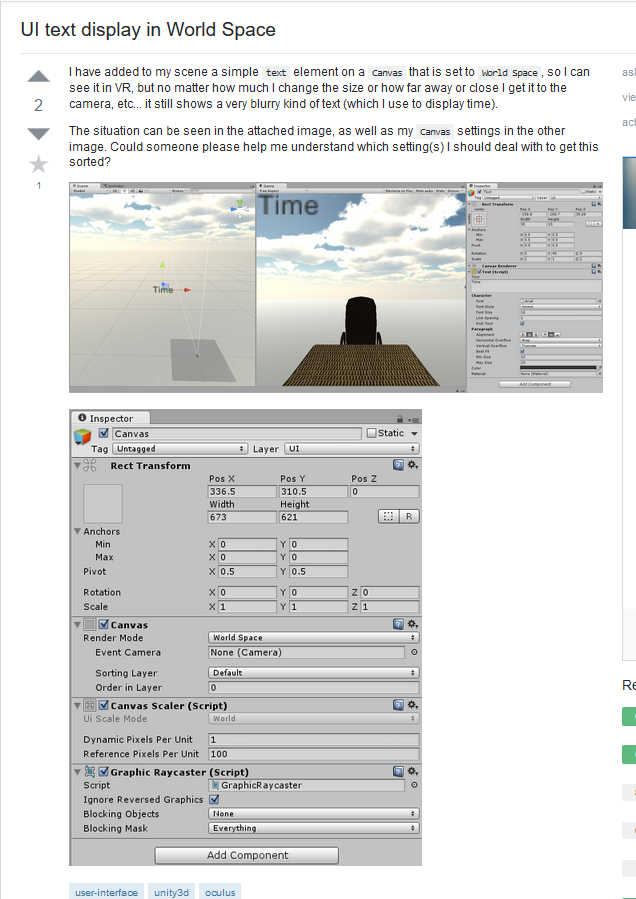 UI text display in World Space
I have added to my scene a simple text element on a Canvas that is set to World Space, so I can
see it in VR, but no matter how much I change the size or how far away or close I get it to the
camera, etc... it still shows a very blurry kind of text (which I use to display time).
2
The situation can be seen in the attached image, as well as my Canvas settings in the other
image. Could someone please help me understand which setting(s) I should deal with to get this
sorted?
1
Time
Time
Inspector
Canvas
Static
Tag Untagged Layer UI
Rect Transform
Pos X Pos Y Pos Z
336.5 310.5 0
Width Height
673 621
R
Anchors
Min X 0 Y 0
Max X 0 Y 0
Pivot X 0.5 Y 0.5
Rotation X 0 Y 0 Z 0
Scale X 1 Y 1 Z 1
Canvas
Render Mode World Space
Event Camera None (Camera)
Sorting Layer Default
Order in Layer 0
Canvas Scaler (Script)
Ui Scale Mode World
Dynamic Pixels Per Unit 1
Reference Pixels Per Unit 100
Graphic Raycaster (Script)
Script GraphicRaycaster
Ignore Reversed Graphics
Blocking Objects None
Blocking Mask Everything
Add Component
user-interface unity3d oculus